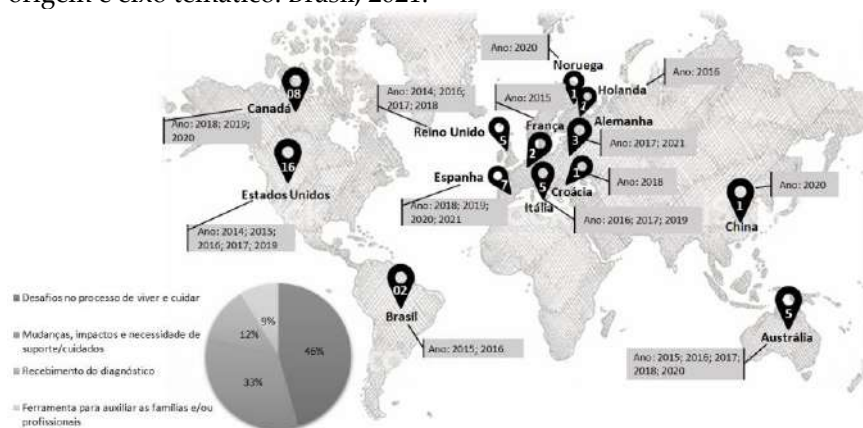 origem e eixo temático. Brasil, 2021.
Ano: 2020
Noruega
1
Ano: 2016
Holanda
1
08
Canadá
Ano: 2018; 2019;
2020
Ano: 2014; 2016;
2017; 2018
Reino Unido
5
Ano: 2015
França
2
Alemanha
3
Ano: 2017; 2021
16
Estados Unidos
Ano: 2014; 2015;
2016; 2017; 2019
Espanha
7
Ano: 2018; 2019;
2020; 2021
5
Itália
Ano: 2016; 2017; 2019
1
Croácia
Ano: 2018
Ano: 2020
1
China
02
Brasil
Ano: 2015; 2016
5
Austrália
Ano: 2015; 2016; 2017;
2018; 2020
Desafios no processo de viver e cuidar
Mudanças, impactos e necessidade de
suporte/cuidados
Recebimento do diagnóstico
Ferramenta para auxiliar as famílias e/ou
profissionais
9%
12%
46%
33%